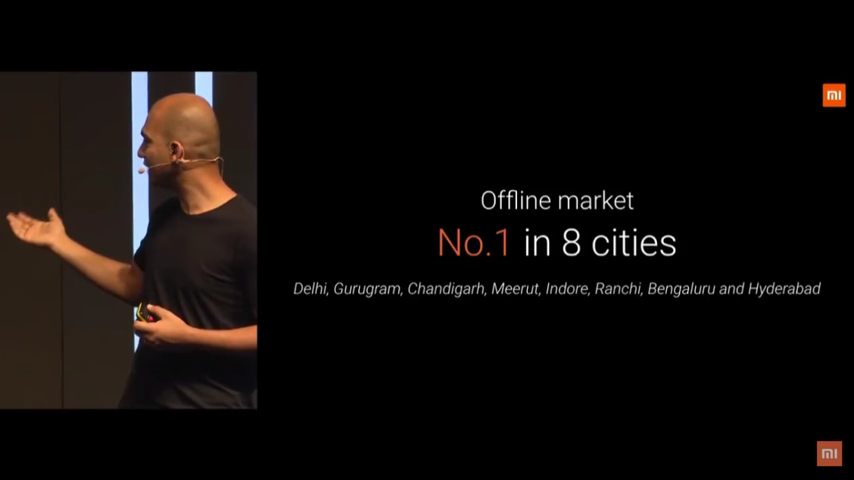 mi
Offline market
No.1 in 8 cities
Delhi, Gurugram, Chandigarh, Meerut, Indore, Ranchi, Bengaluru and Hyderabad
mi